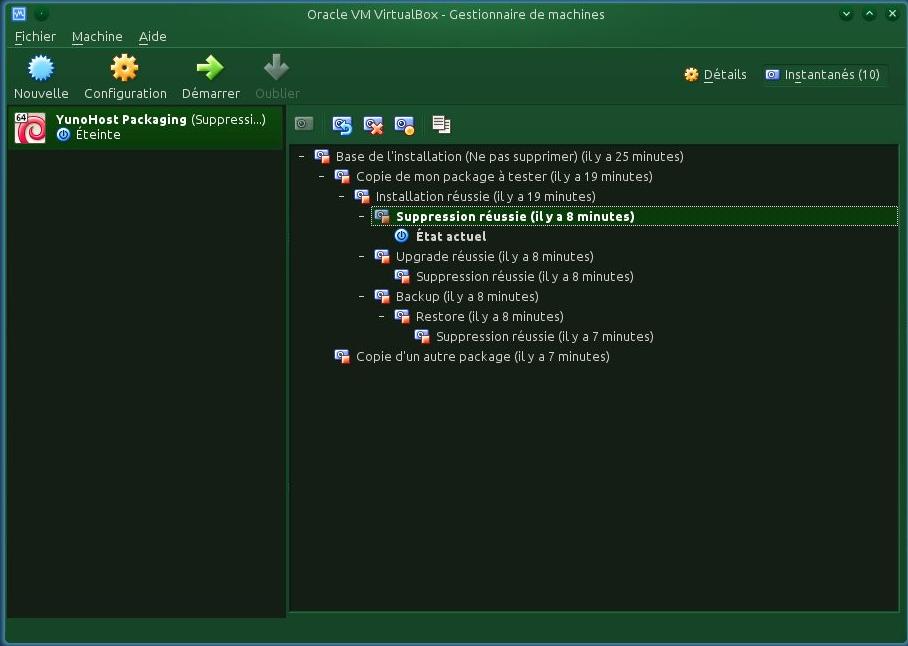 Oracle VM VirtualBox - Gestionnaire de machines
Fichier Machine Aide
Nouvelle Configuration Démarrer Oublier Détails Instantanés (10)
64 YunoHost Packaging (Suppressi...)
Éteinte
Base de l'installation (Ne pas supprimer) (il y a 25 minutes)
Copie de mon package à tester (il y a 19 minutes)
Installation réussie (il y a 19 minutes)
Suppression réussie (il y a 8 minutes)
État actuel
Upgrade réussie (il y a 8 minutes)
Suppression réussie (il y a 8 minutes)
Backup (il y a 8 minutes)
Restore (il y a 8 minutes)
Suppression réussie (il y a 7 minutes)
Copie d'un autre package (il y a 7 minutes)